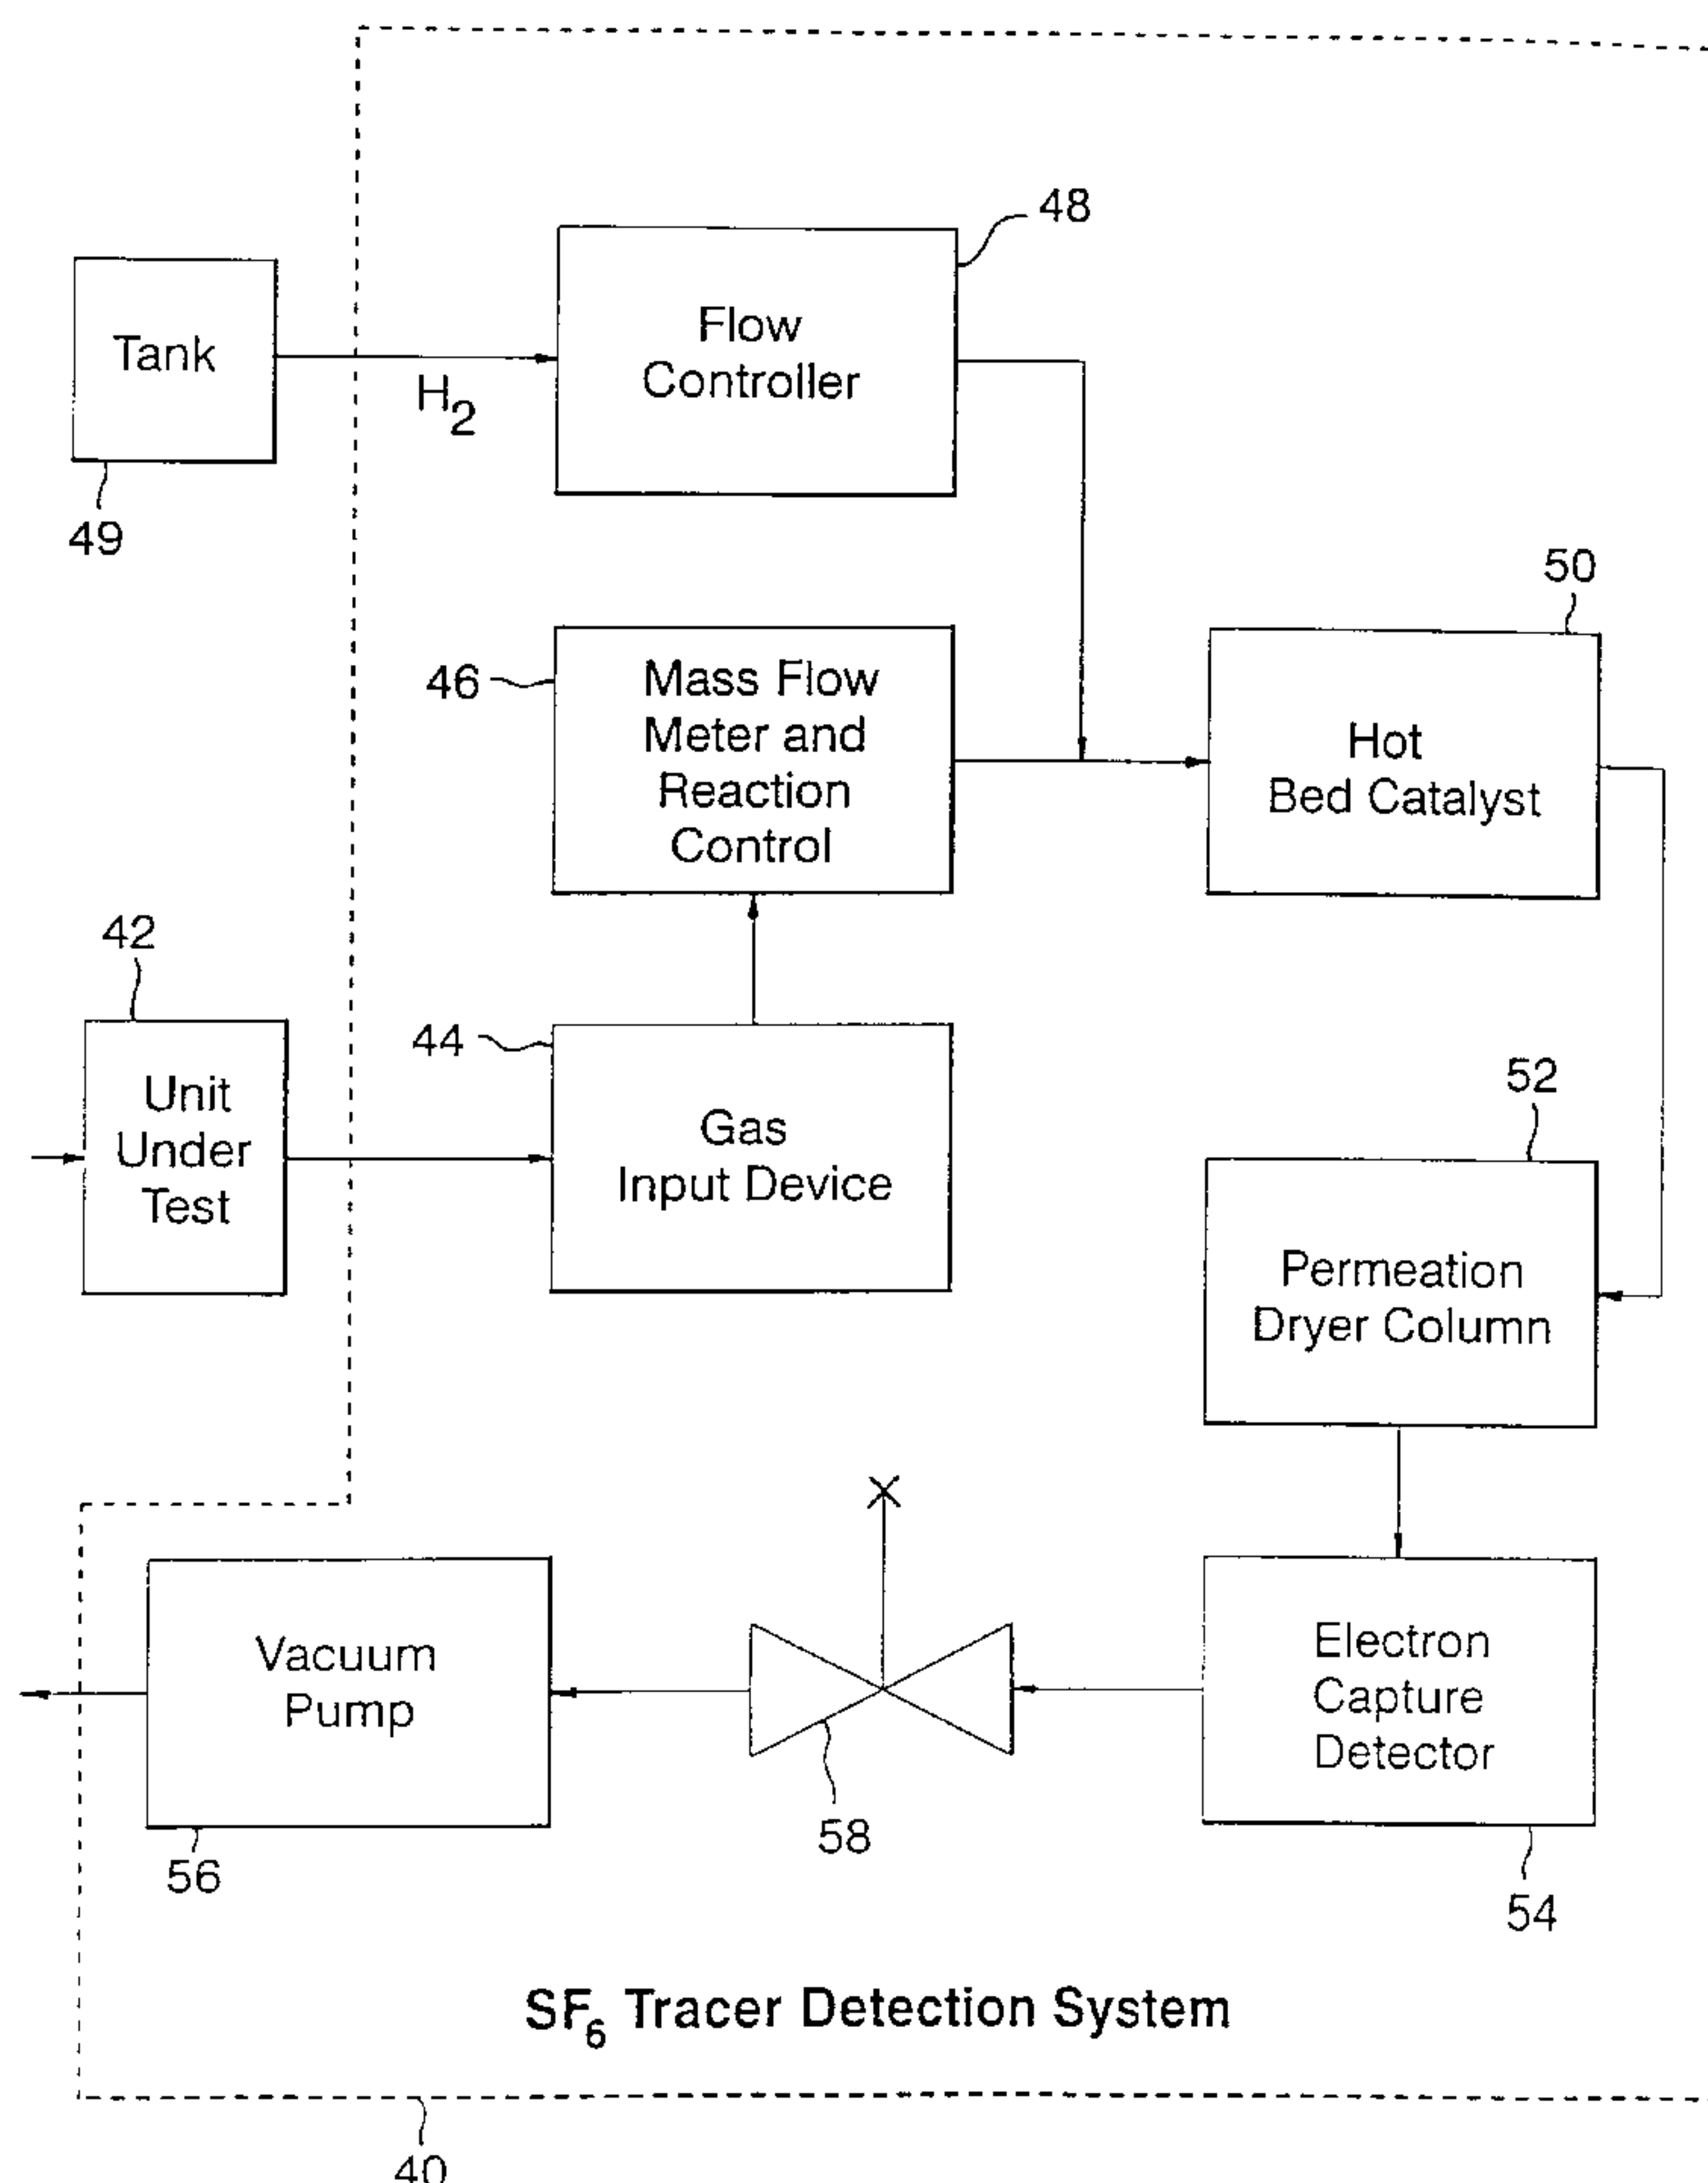 48
Tank
H2
Flow
Controller
49
50
46
Mass Flow
Meter and
Reaction
Control
Hot
Bed Catalyst
42
44
Unit
Under
Test
Gas
Input Device
52
Permeation
Dryer Column
Vacuum
Pump
Electron
Capture
Detector
58
56
54
SF6 Tracer Detection System
40